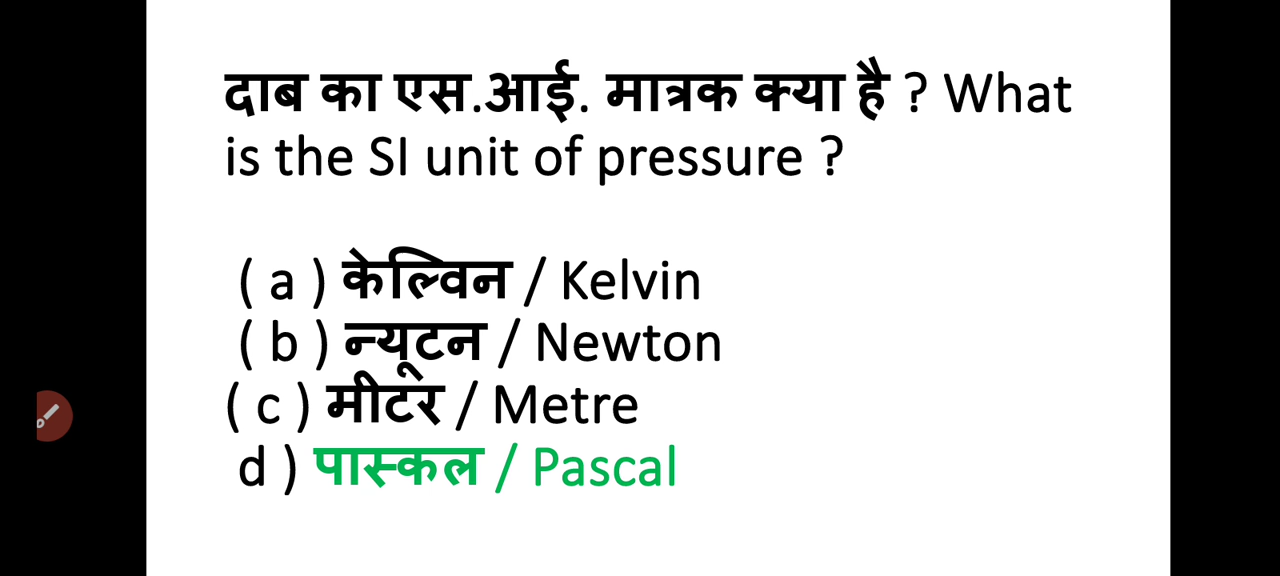 दाब का एस.आई. मात्रक क्या है ? What
is the SI unit of pressure ?
( a ) केल्विन / Kelvin
( b ) न्यूटन / Newton
( c ) मीटर / Metre
d ) पास्कल / Pascal